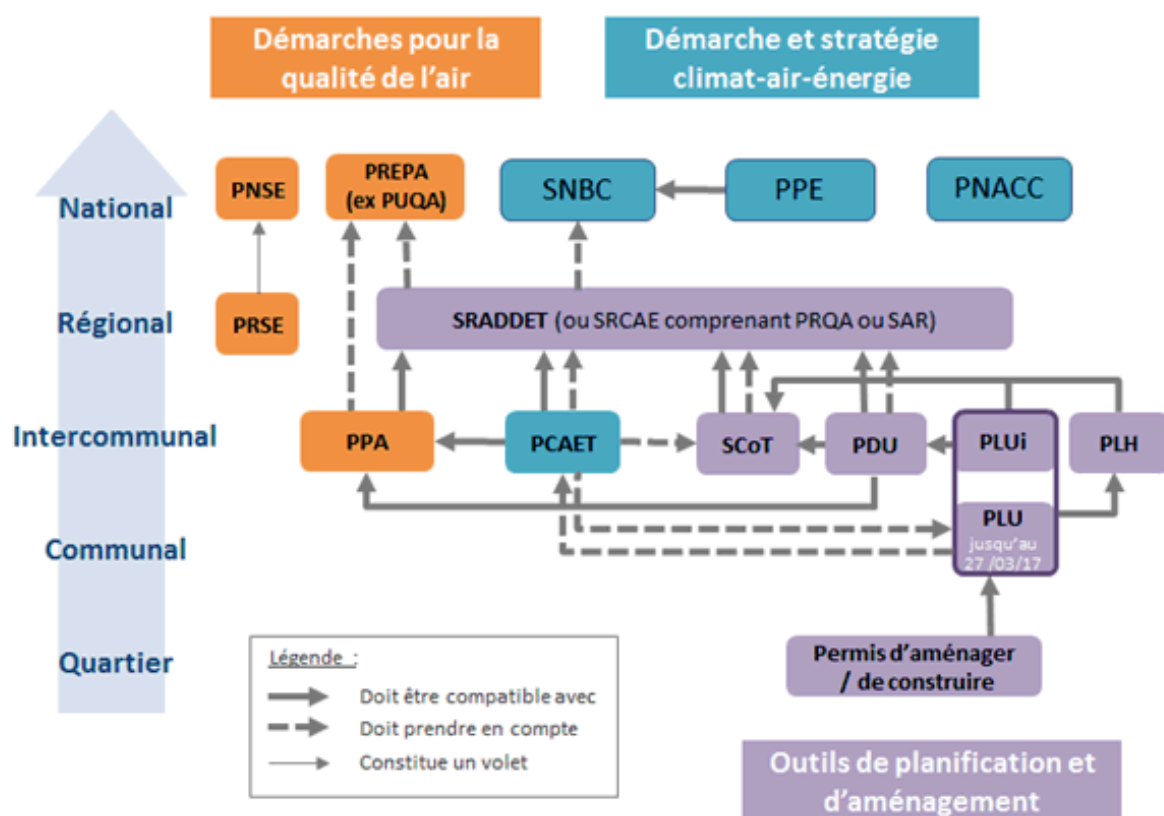 Démarches pour la
qualité de l'air
Démarche et stratégie
climat-air-énergie
National
PNSE
PREPA
(ex PUQA)
SNBC
PPE
PNACC
Régional
PRSE
SRADDET (ou SRCAE comprenant PRQA ou SAR)
Intercommunal
PPA
PCAET
SCoT
PDU
PLUi
PLH
Communal
PLU
jusqu'au
27 /03/17
Quartier
Permis d'aménager
/ de construire
Légende :
Doit être compatible avec
Doit prendre en compte
Constitue un volet
Outils de planification et
d'aménagement